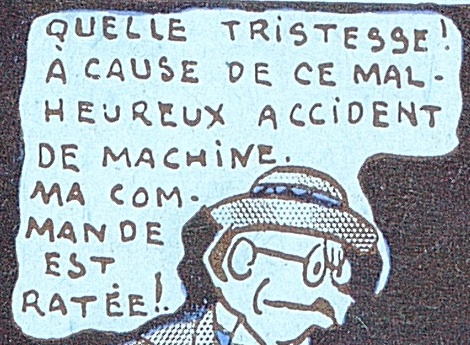 QUELLE TRISTESSE!
À CAUSE DE CE MAL-
HEUREUX ACCIDENT
DE MACHINE.
MA COM-
MANDE
EST
RATÉE!